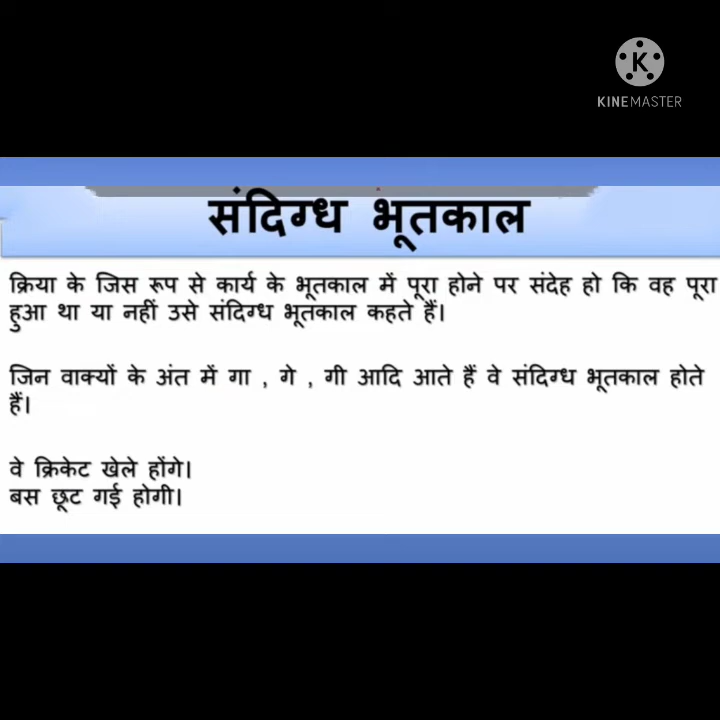 K
KINEMASTER
संदिग्ध भूतकाल
क्रिया के जिस रूप से कार्य के भूतकाल में पूरा होने पर संदेह हो कि वह पूरा
हुआ था या नहीं उसे संदिग्ध भूतकाल कहते हैं।
जिन वाक्यों के अंत में गा , गे , गी आदि आते हैं वे संदिग्ध भूतकाल होते
हैं।
वे क्रिकेट खेले होंगे।
बस छूट गई होगी।